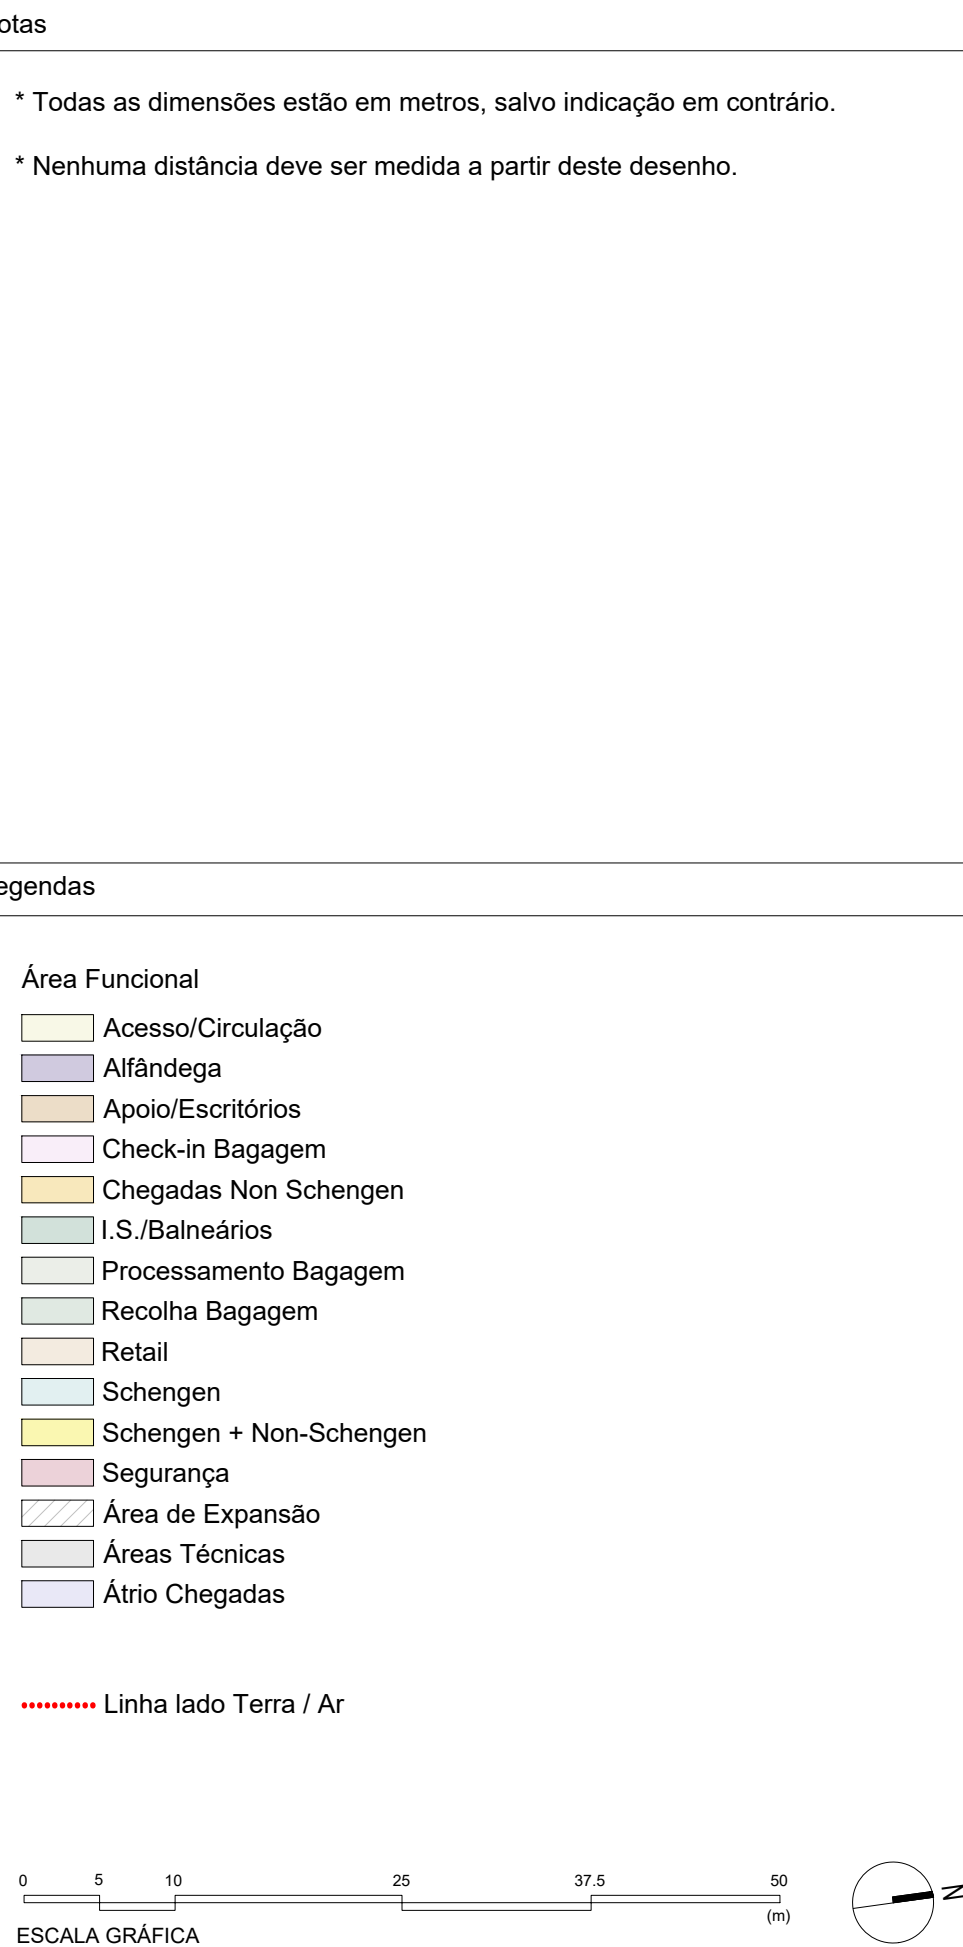 otas
* Todas as dimensões estão em metros, salvo indicação em contrário.
* Nenhuma distância deve ser medida a partir deste desenho.
egendas
Área Funcional
Acesso/Circulação
Alfândega
Apoio/Escritórios
Check-in Bagagem
Chegadas Non Schengen
I.S./Balneários
Processamento Bagagem
Recolha Bagagem
Retail
Schengen
Schengen + Non-Schengen
Segurança
Área de Expansão
Áreas Técnicas
Átrio Chegadas
Linha lado Terra / Ar
0 5 10 25 37.5 50
(m)
N
ESCALA GRÁFICA